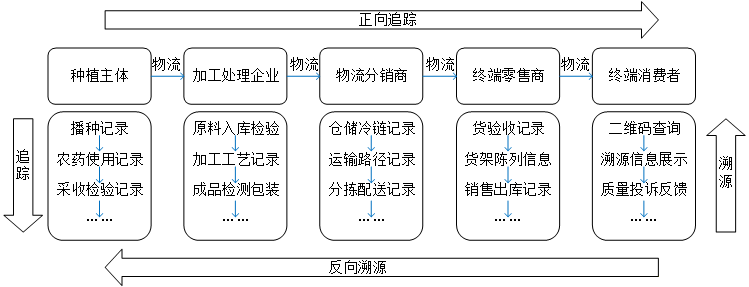 正向追踪
种植主体
物流
加工处理企业
物流
物流分销商
物流
终端零售商
物流
终端消费者
追踪
播种记录
农药使用记录
采收检验记录
……
原料入库检验
加工工艺记录
成品检测包装
……
仓储冷链记录
运输路径记录
分拣配送记录
……
货验收记录
货架陈列信息
销售出库记录
……
二维码查询
溯源信息展示
质量投诉反馈
……
溯源
反向溯源